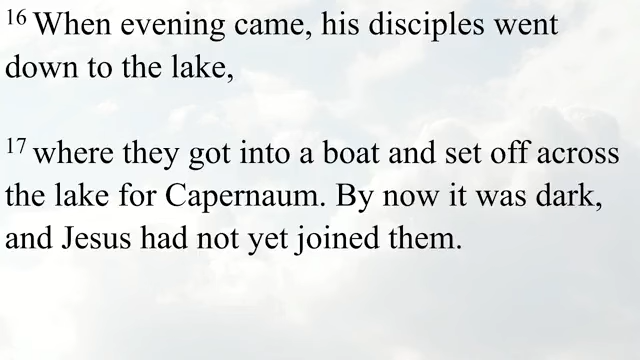 16 When evening came, his disciples went
down to the lake,
17 where they got into a boat and set off across
the lake for Capernaum. By now it was dark,
and Jesus had not yet joined them.